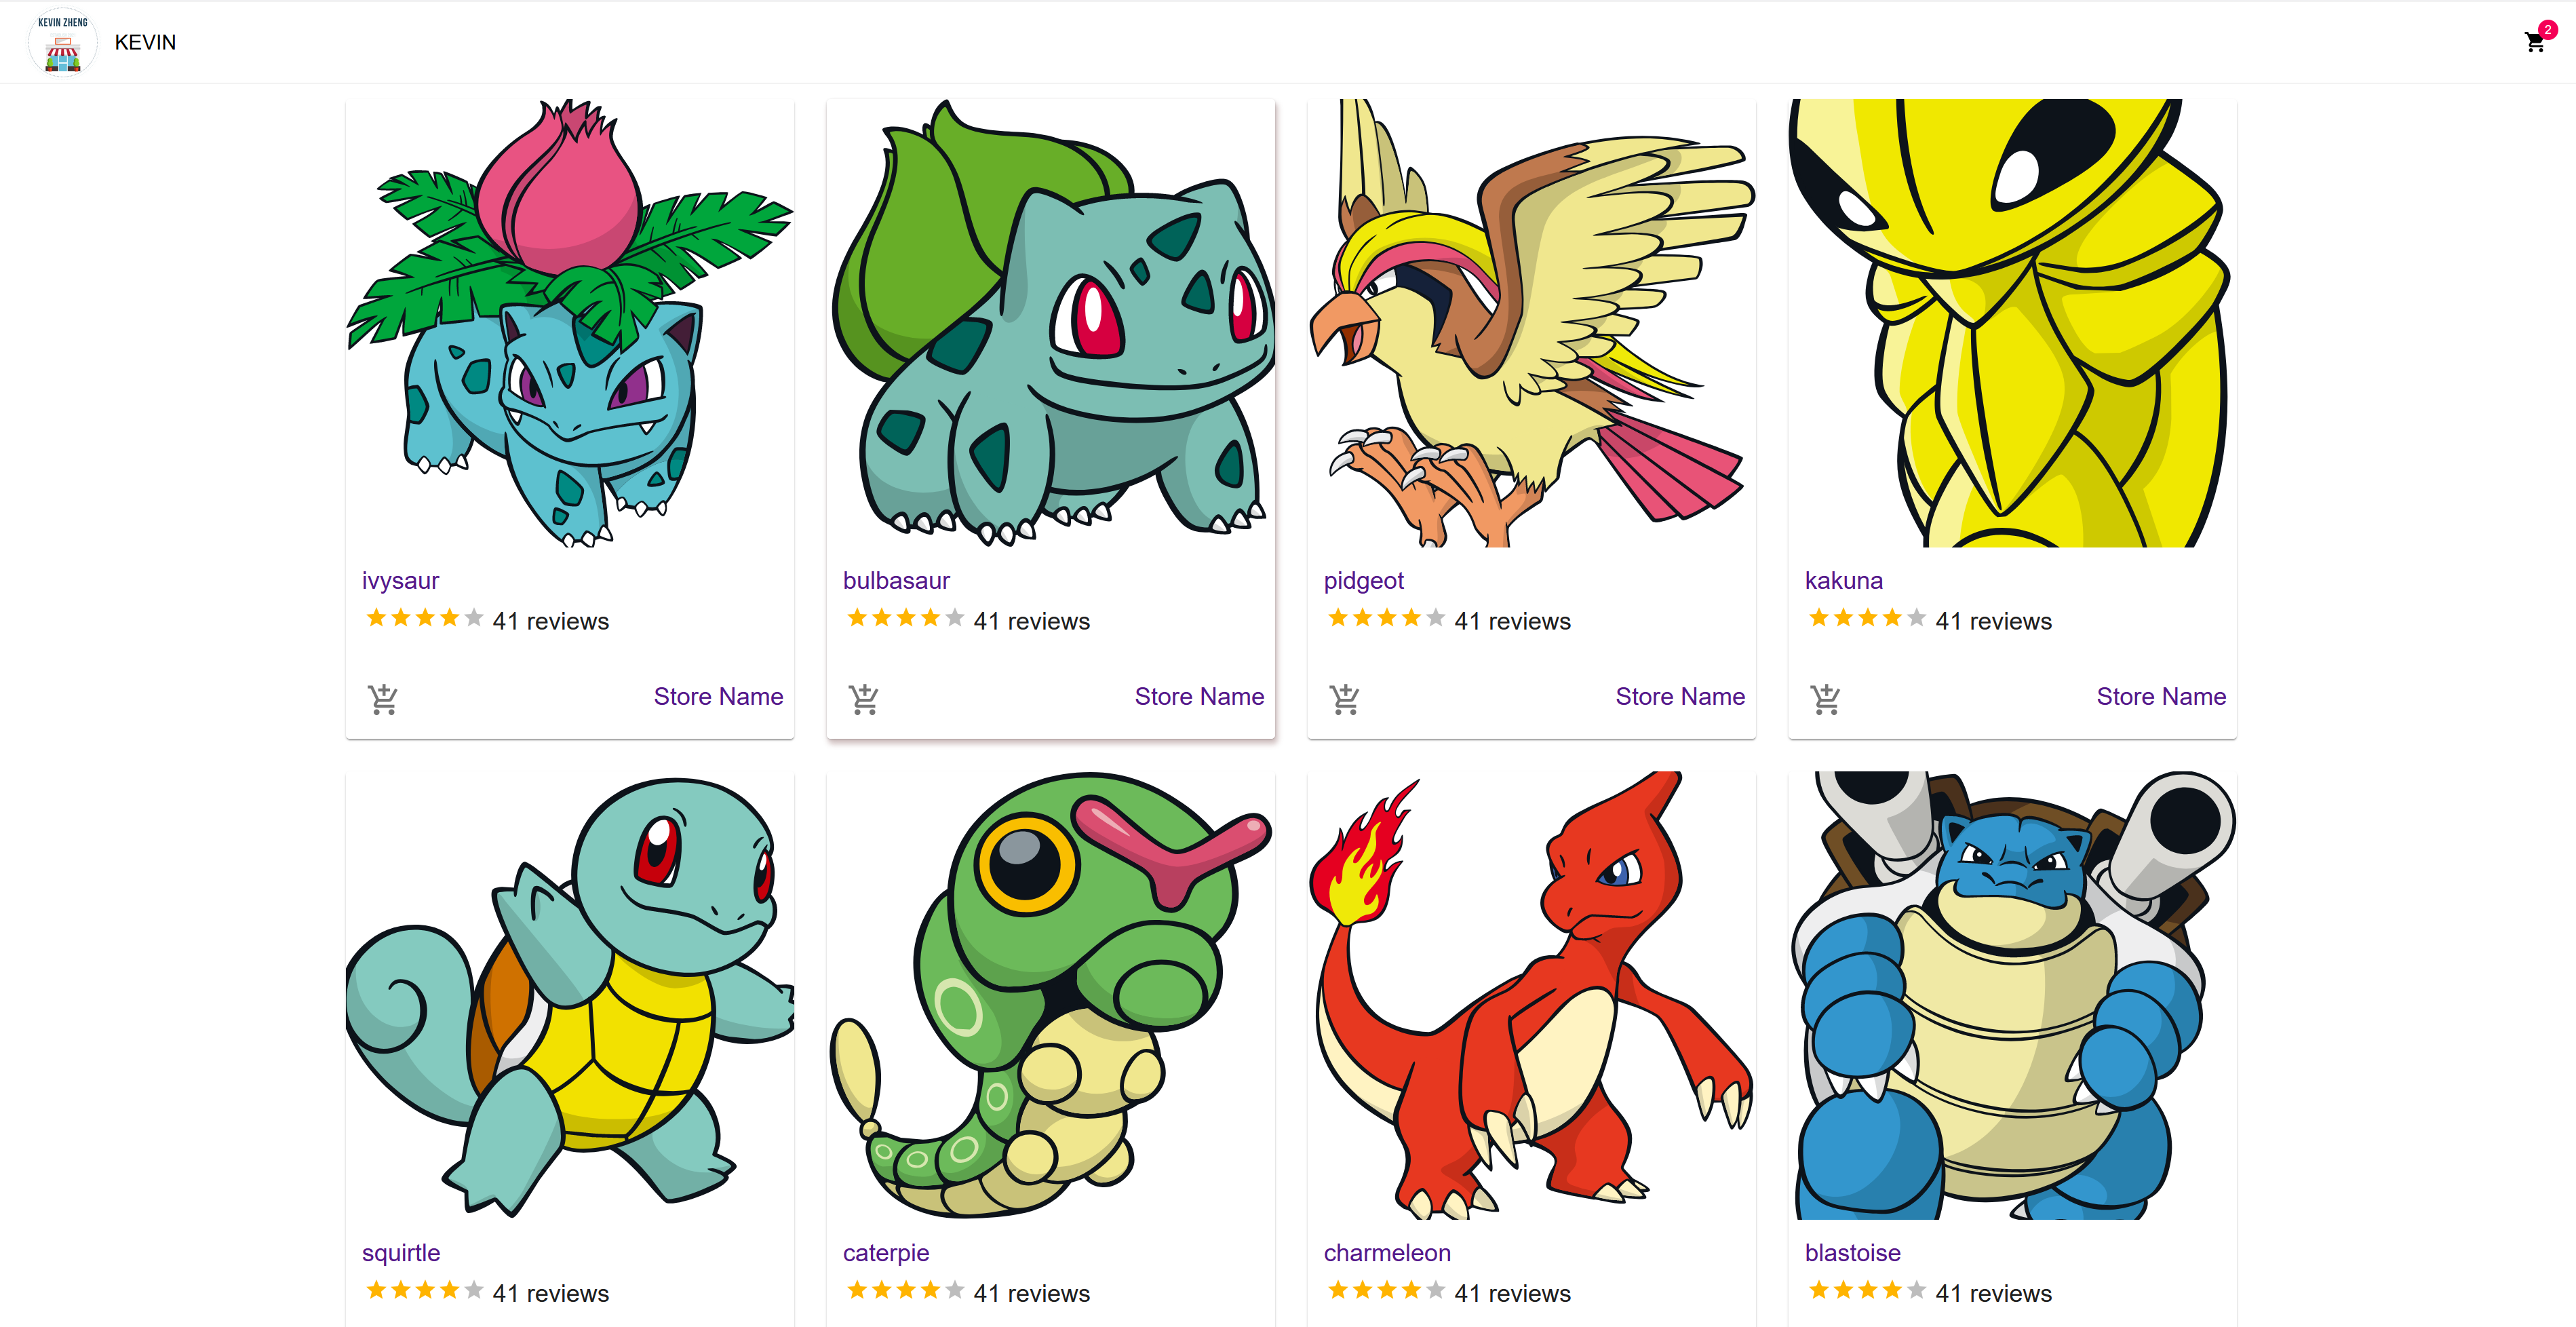 KEVIN ZHENG
KEVIN
2
ivysaur
41 reviews
Store Name
bulbasaur
41 reviews
Store Name
pidgeot
41 reviews
Store Name
kakuna
41 reviews
Store Name
squirtle
41 reviews
caterpie
41 reviews
charmeleon
41 reviews
blastoise
41 reviews